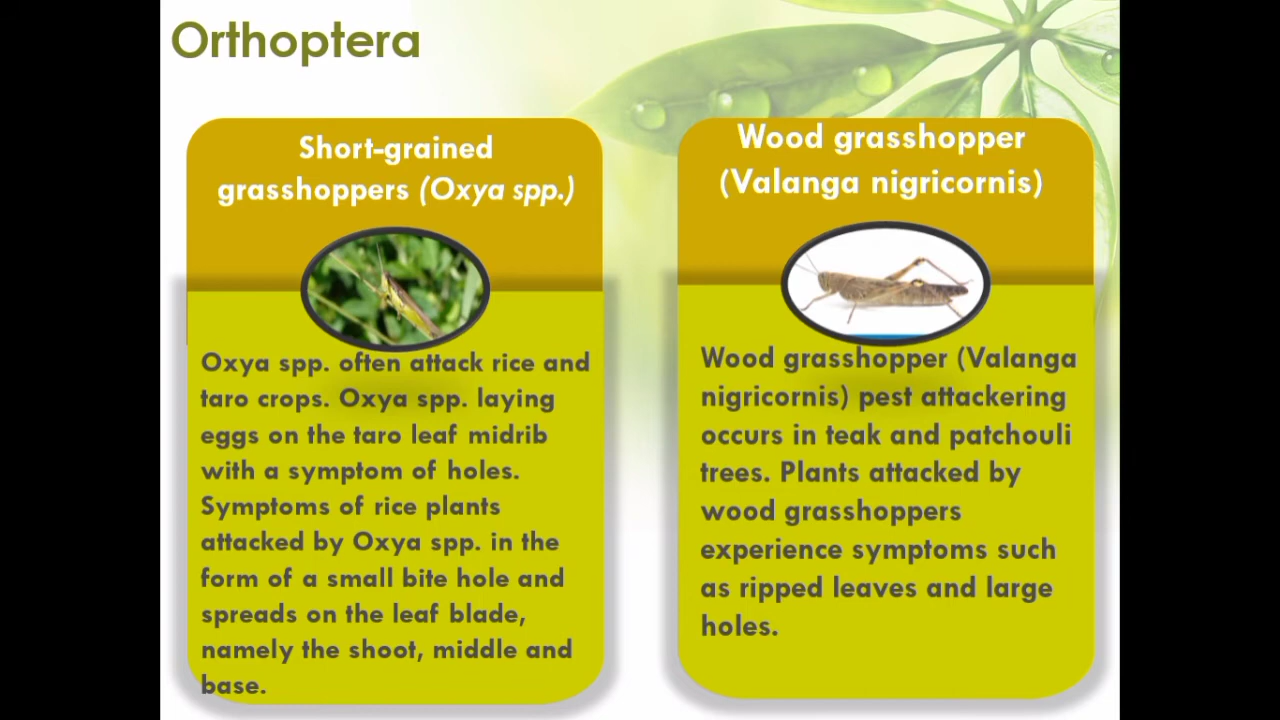 Orthoptera
Short-grained
grasshoppers (Oxya spp.)
Oxya spp. often attack rice and
taro crops. Oxya spp. laying
eggs on the taro leaf midrib
with a symptom of holes.
Symptoms of rice plants
attacked by Oxya spp. in the
form of a small bite hole and
spreads on the leaf blade,
namely the shoot, middle and
base.
Wood grasshopper
(Valanga nigricornis)
Wood grasshopper (Valanga
nigricornis) pest attackering
occurs in teak and patchouli
trees. Plants attacked by
wood grasshoppers
experience symptoms such
as ripped leaves and large
holes.